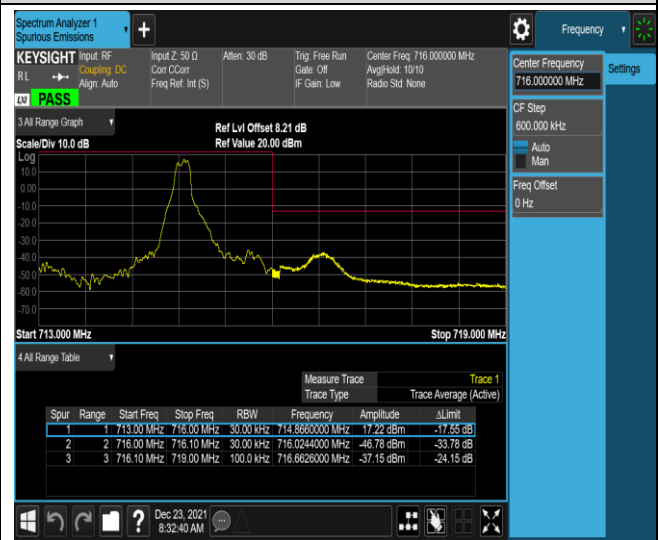 Spectrum Analyzer 1
Spurious Emissions
+
Frequency
KEYSIGHT
R L
LXI PASS
Input: RF
Coupling: DC
Align: Auto
Input Z: 50 Ω
Corr CCorr
Freq Ref: Int (S)
Atten: 30 dB
Trig: Free Run
Gate: Off
IF Gain: Low
Center Freq: 716.000000 MHz
Avg|Hold: 10/10
Radio Std: None
Center Frequency
716.000000 MHz
Settings
CF Step
600.000 kHz
Auto
Man
Freq Offset
0 Hz
3 All Range Graph
Scale/Div 10.0 dB
Ref Lvl Offset 8.21 dB
Ref Value 20.00 dBm
Log
10.0
0.00
-10.0
-20.0
-30.0
-40.0
-50.0
-60.0
-70.0
Start 713.000 MHz
Stop 719.000 MHz
4 All Range Table
Measure Trace Trace 1
Trace Type Trace Average (Active)
Spur Range Start Freq Stop Freq RBW Frequency Amplitude ΔLimit
1 1 713.00 MHz 716.00 MHz 30.00 kHz 714.8660000 MHz 17.22 dBm -17.55 dB
2 2 716.00 MHz 716.10 MHz 30.00 kHz 716.0244000 MHz -46.78 dBm -33.78 dB
3 3 716.10 MHz 719.00 MHz 100.0 kHz 716.6626000 MHz -37.15 dBm -24.15 dB
?
Dec 23, 2021
8:32:40 AM